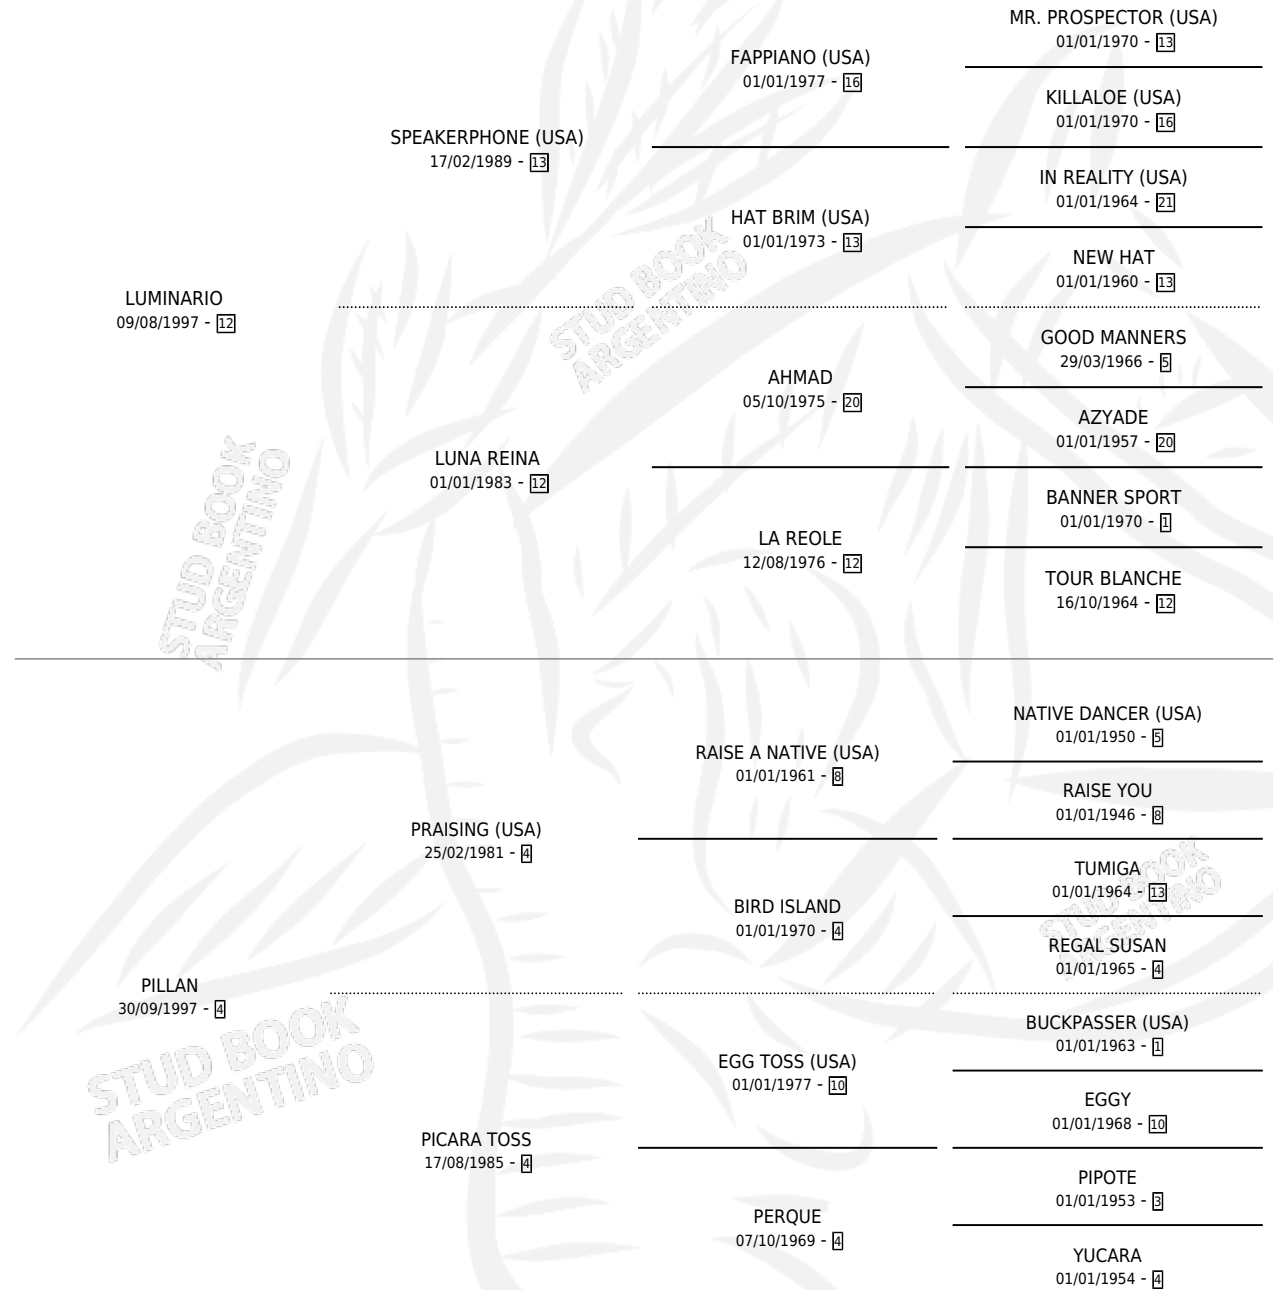 MR. PROSPECTOR (USA)
01/01/1970 - 13
FAPPIANO (USA)
01/01/1977 - 16
KILLALOE (USA)
01/01/1970 - 16
SPEAKERPHONE (USA)
17/02/1989 - 13
IN REALITY (USA)
01/01/1964 - 21
HAT BRIM (USA)
01/01/1973 - 13
NEW HAT
01/01/1960 - 13
LUMINARIO
09/08/1997 - 12
GOOD MANNERS
29/03/1966 - 5
AHMAD
05/10/1975 - 20
AZYADE
01/01/1957 - 20
LUNA REINA
01/01/1983 - 12
BANNER SPORT
01/01/1970 - 1
LA REOLE
12/08/1976 - 12
TOUR BLANCHE
16/10/1964 - 12
NATIVE DANCER (USA)
01/01/1950 - 5
RAISE A NATIVE (USA)
01/01/1961 - 8
RAISE YOU
01/01/1946 - 8
PRAISING (USA)
25/02/1981 - 4
TUMIGA
01/01/1964 - 13
BIRD ISLAND
01/01/1970 - 4
REGAL SUSAN
01/01/1965 - 4
PILLAN
30/09/1997 - 4
BUCKPASSER (USA)
01/01/1963 - 1
EGG TOSS (USA)
01/01/1977 - 10
EGGY
01/01/1968 - 10
PICARA TOSS
17/08/1985 - 4
PIPOTE
01/01/1953 - 3
PERQUE
07/10/1969 - 4
YUCARA
01/01/1954 - 4
STUD BOOK
ARGENTINO
STUD BOOK
ARGENTINO
STUD BOOK
ARGENTINO
STUD BOOK
ARGENTINO